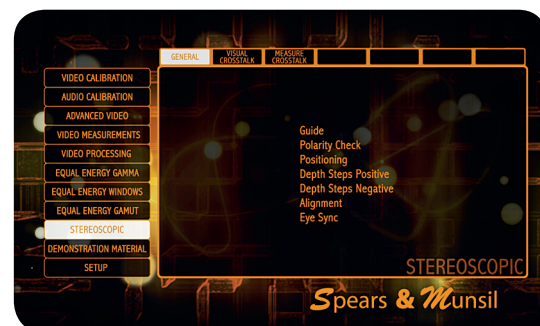 GENERAL
VISUAL CROSSTALK
MEASURE CROSSTALK
VIDEO CALIBRATION
AUDIO CALIBRATION
ADVANCED VIDEO
VIDEO MEASUREMENTS
VIDEO PROCESSING
EQUAL ENERGY GAMMA
EQUAL ENERGY WINDOWS
EQUAL ENERGY GAMUT
STEREOSCOPIC
DEMONSTRATION MATERIAL
SETUP
Guide
Polarity Check
Positioning
Depth Steps Positive
Depth Steps Negative
Alignment
Eye Sync
STEREOSCOPIC
Spears & Munsil